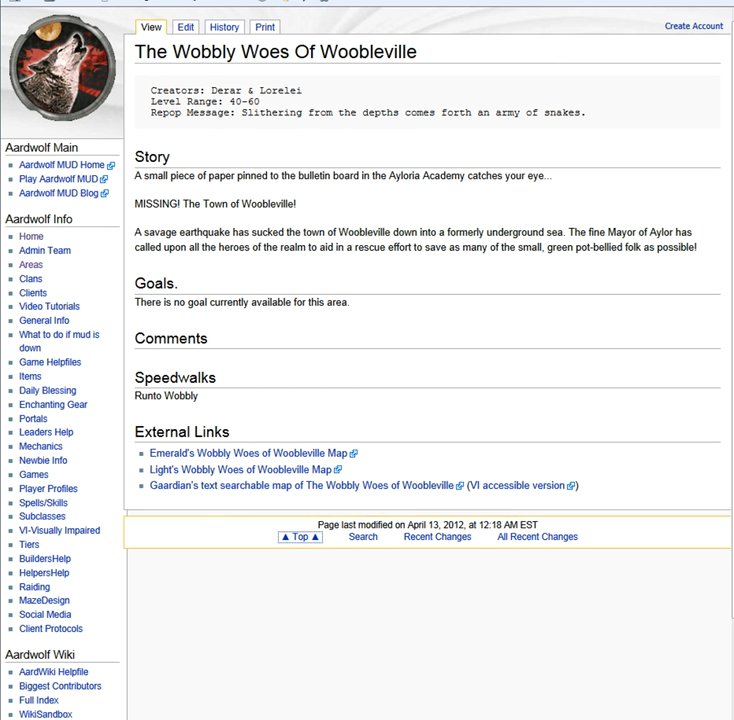 View
Edit
History
Print
Create Account
The Wobbly Woes Of Woobleville
Creators: Derar & Lorelei
Level Range: 40-60
Repop Message: Slithering from the depths comes forth an army of snakes.
Story
A small piece of paper pinned to the bulletin board in the Ayloria Academy catches your eye...
MISSING! The Town of Woobleville!
A savage earthquake has sucked the town of Woobleville down into a formerly underground sea. The fine Mayor of Aylor has
called upon all the heroes of the realm to aid in a rescue effort to save as many of the small, green pot-bellied folk as possible!
Goals.
There is no goal currently available for this area.
Comments
Speedwalks
Runto Wobbly
External Links
Emerald's Wobbly Woes of Woobleville Map
Light's Wobbly Woes of Woobleville Map
Gaardian's text searchable map of The Wobbly Woes of Woobleville (VI accessible version)
Page last modified on April 13, 2012, at 12:18 AM EST
▲ Top ▲
Search
Recent Changes
All Recent Changes
Aardwolf Main
Aardwolf MUD Home
Play Aardwolf MUD
Aardwolf MUD Blog
Aardwolf Info
Home
Admin Team
Areas
Clans
Clients
Video Tutorials
General Info
What to do if mud is
down
Game Helpfiles
Items
Daily Blessing
Enchanting Gear
Portals
Leaders Help
Mechanics
Newbie Info
Games
Player Profiles
Spells/Skills
Subclasses
VI-Visually Impaired
Tiers
BuildersHelp
HelpersHelp
Raiding
MazeDesign
Social Media
Client Protocols
Aardwolf Wiki
AardWiki Helpfile
Biggest Contributors
Full Index
WikiSandbox